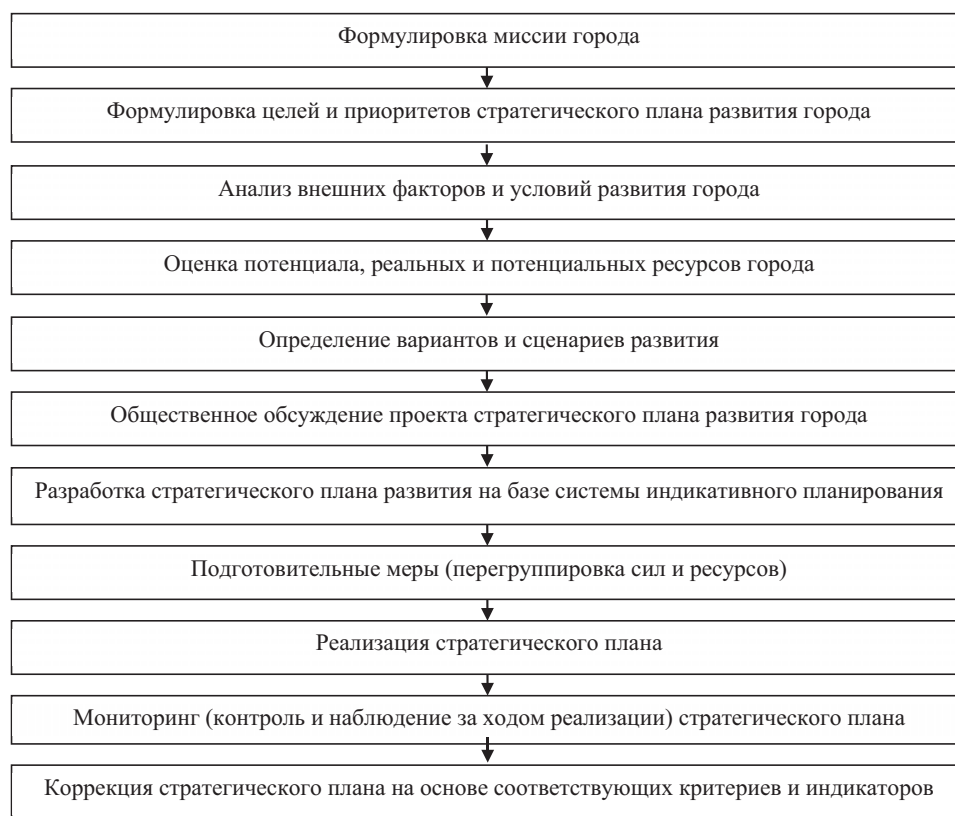 Формулировка миссии города
Формулировка целей и приоритетов стратегического плана развития города
Анализ внешних факторов и условий развития города
Оценка потенциала, реальных и потенциальных ресурсов города
Определение вариантов и сценариев развития
Общественное обсуждение проекта стратегического плана развития города
Разработка стратегического плана развития на базе системы индикативного планирования
Подготовительные меры (перегруппировка сил и ресурсов)
Реализация стратегического плана
Мониторинг (контроль и наблюдение за ходом реализации) стратегического плана
Коррекция стратегического плана на основе соответствующих критериев и индикаторов